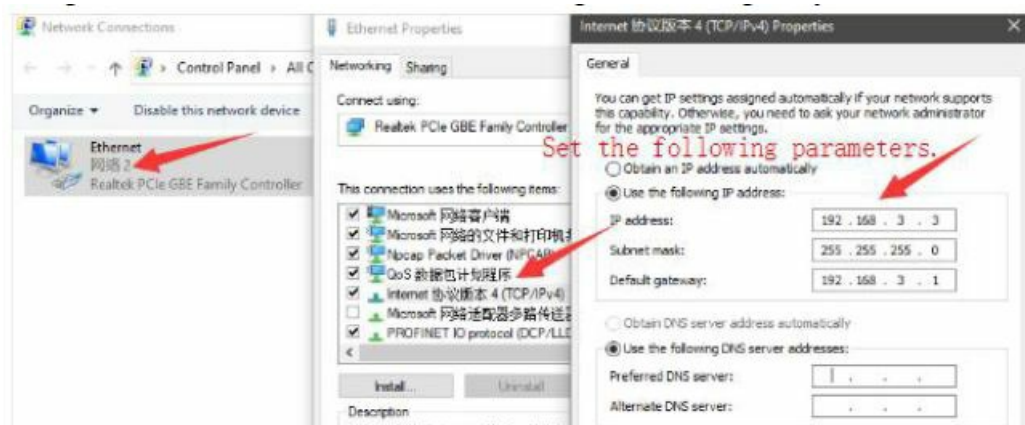 Network Connections
Control Panel › All C
Organize
Disable this network device
Ethernet
网络 2
Realtek PCIe GBE Family Controller
Ethernet Properties
Networking
Sharing
Connect using:
Realtek PCIe GBE Family Controller
This connection uses the following items:
Microsoft 网络客户端
Microsoft 网络的文件和打印机
Npcap Packet Driver (NPCAP)
QoS 数据包计划程序
Internet 协议版本 4 (TCP/IPv4)
Microsoft 网络适配器多路传送
PROFINET IO protocol (DCP/LLD
Install...
Uninstall
Description
Internet 协议版本 4 (TCP/IPv4) Properties
General
You can get IP settings assigned automatically if your network supports
this capability. Otherwise, you need to ask your network administrator
for the appropriate IP settings.
Set the following parameters.
Obtain an IP address automatically
Use the following IP address:
IP address:
192 . 168 . 3 . 3
Subnet mask:
255 . 255 . 255 . 0
Default gateway:
192 . 168 . 3 . 1
Obtain DNS server address automatically
Use the following DNS server addresses:
Preferred DNS server:
Alternate DNS server: